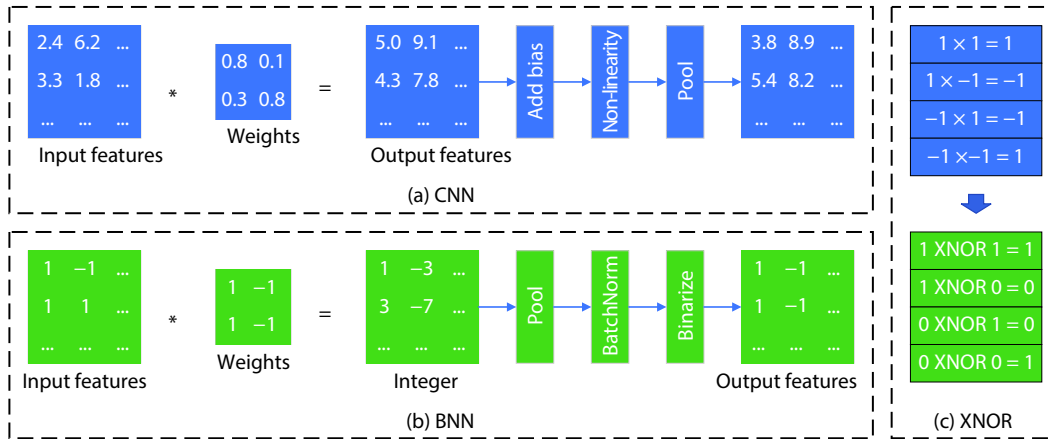 2.4 6.2 ...
3.3 1.8 ...
... ... ...
Input features
*
0.8 0.1
0.3 0.8
Weights
=
5.0 9.1 ...
4.3 7.8 ...
... ... ...
Output features
Add bias
Non-linearity
Pool
3.8 8.9 ...
5.4 8.2 ...
... ... ...
(a) CNN
1 −1 ...
1 1 ...
... ... ...
Input features
*
1 −1
1 −1
Weights
=
1 −3 ...
3 −7 ...
... ... ...
Integer
Pool
BatchNorm
Binarize
1 −1 ...
1 −1 ...
... ... ...
Output features
(b) BNN
1 × 1 = 1
1 × −1 = −1
−1 × 1 = −1
−1 ×−1 = 1
1 XNOR 1 = 1
1 XNOR 0 = 0
0 XNOR 1 = 0
0 XNOR 0 = 1
(c) XNOR